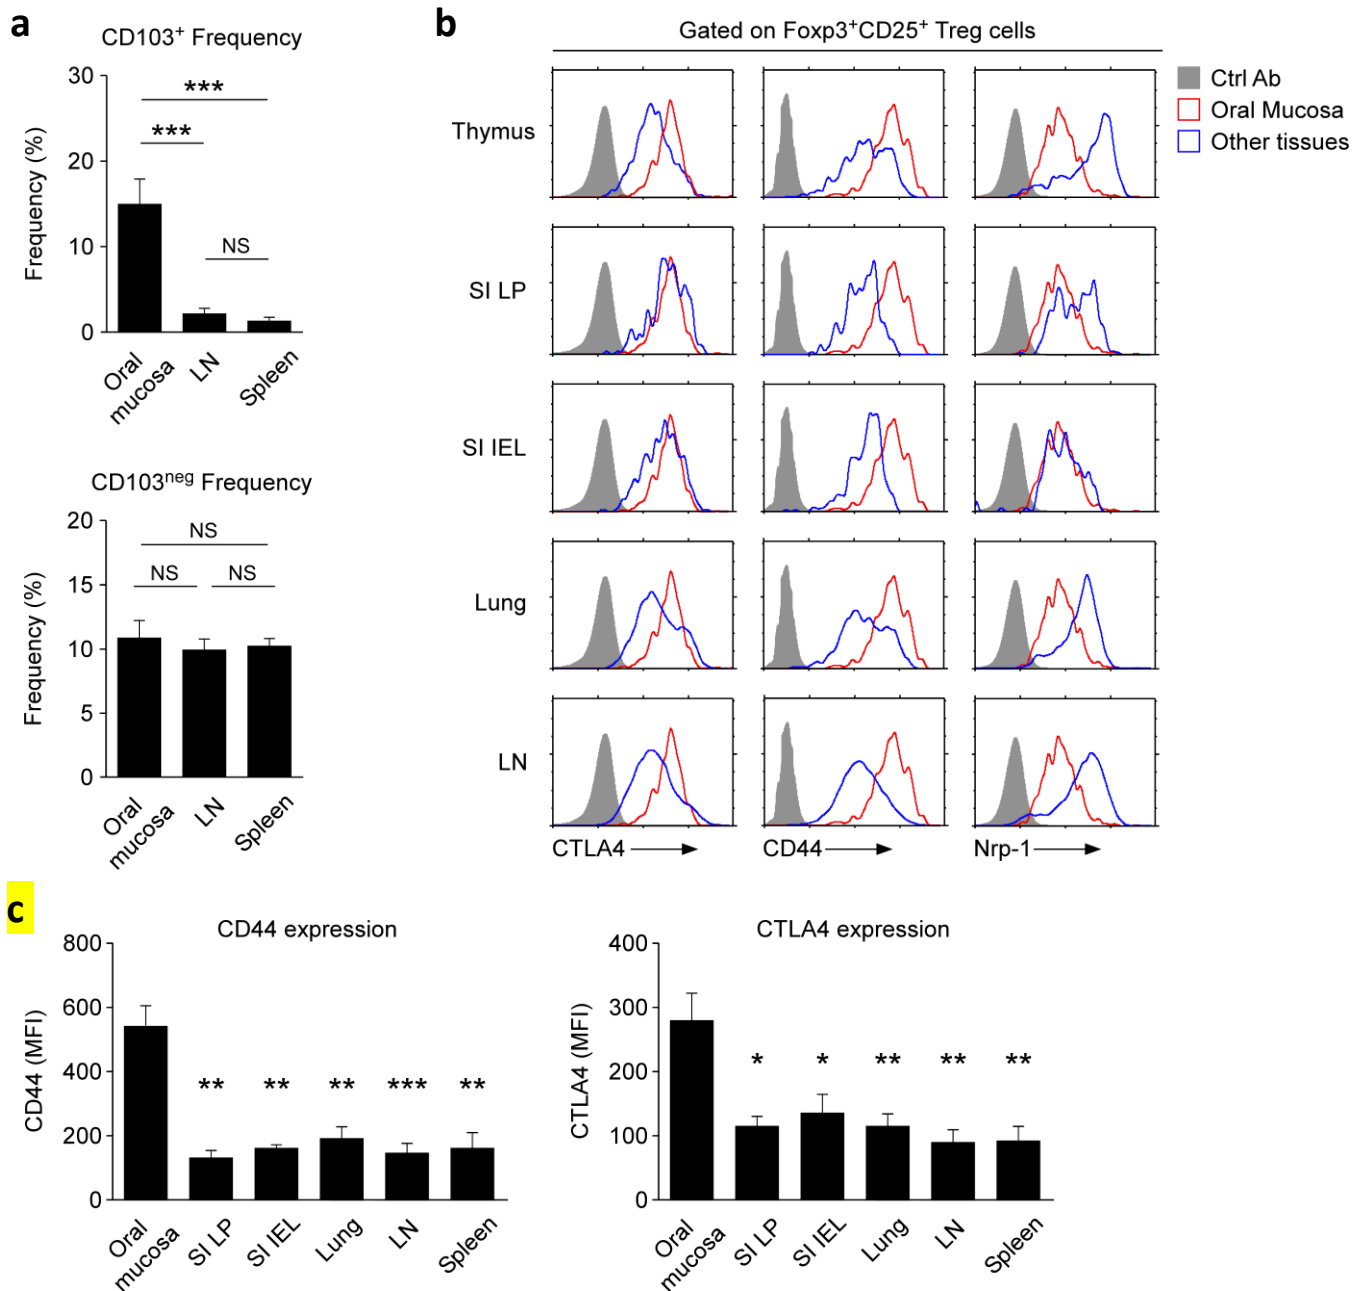 a
CD103+ Frequency
Frequency (%)
30
20
10
0
***
***
NS
Oral mucosa
LN
Spleen
CD103neg Frequency
Frequency (%)
20
15
10
5
0
NS
NS
NS
Oral mucosa
LN
Spleen
b
Gated on Foxp3+CD25+ Treg cells
Ctrl Ab
Oral Mucosa
Other tissues
Thymus
SI LP
SI IEL
Lung
LN
CTLA4
CD44
Nrp-1
c
CD44 expression
CD44 (MFI)
800
600
400
200
0
**
**
**
***
**
Oral mucosa
SI LP
SI IEL
Lung
LN
Spleen
CTLA4 expression
CTLA4 (MFI)
400
300
200
100
0
*
*
**
**
**
Oral mucosa
SI LP
SI IEL
Lung
LN
Spleen